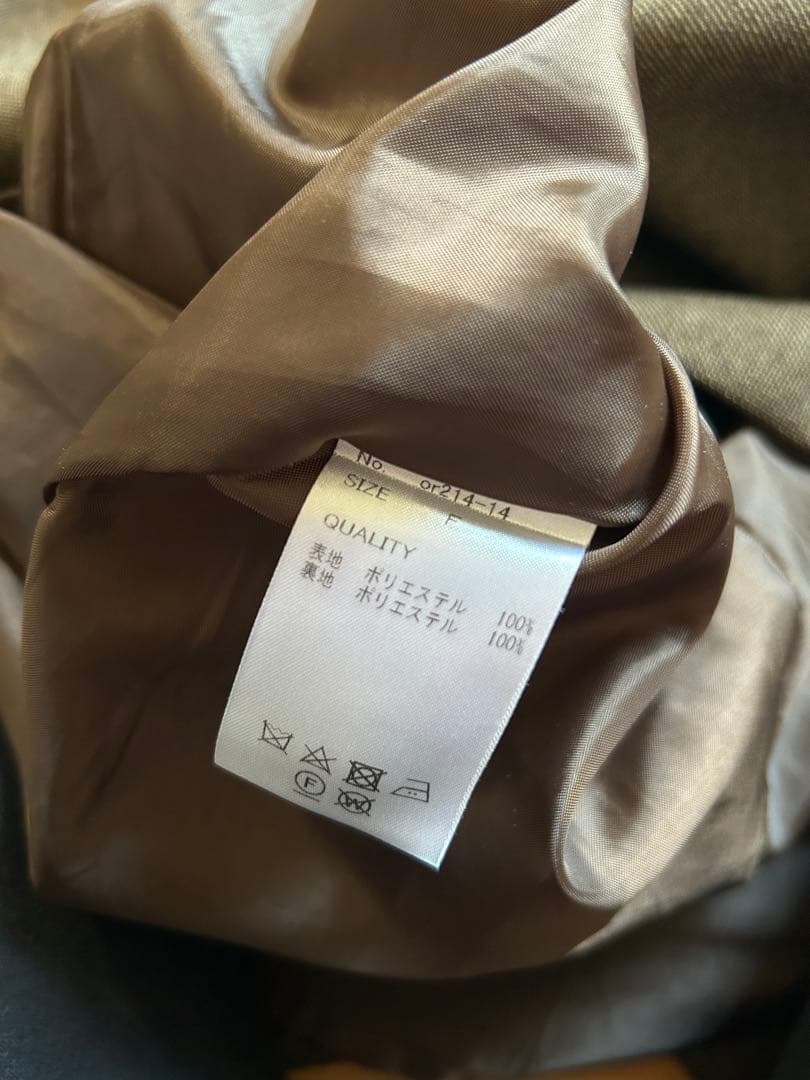 No. or214-14
SIZE F
QUALITY
表地 ポリエステル 100%
裏地 ポリエステル 100%
F
W